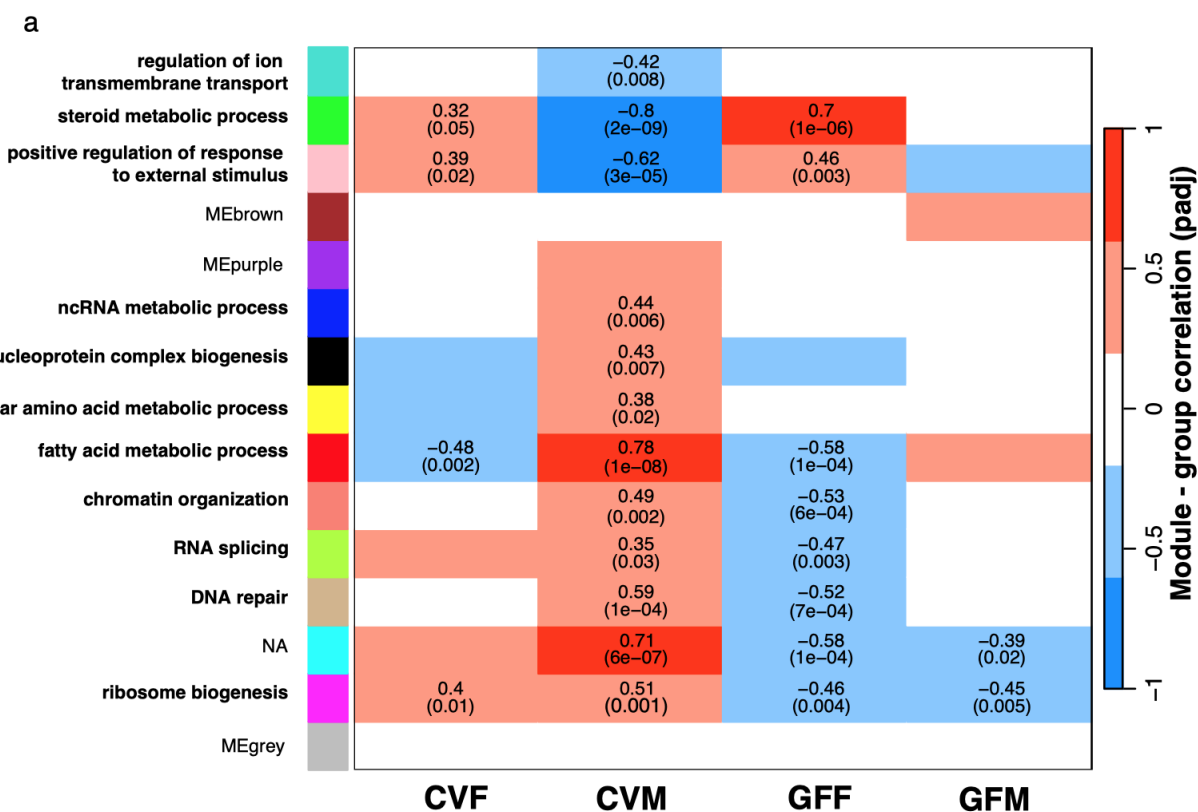 a
regulation of ion
transmembrane transport
−0.42
(0.008)
steroid metabolic process
0.32 −0.8 0.7
(0.05) (2e−09) (1e−06)
positive regulation of response
to external stimulus
0.39 −0.62 0.46
(0.02) (3e−05) (0.003)
MEbrown
MEpurple
ncRNA metabolic process
0.44
(0.006)
complex biogenesis
0.43
(0.007)
amino acid metabolic process
0.38
(0.02)
fatty acid metabolic process
−0.48 0.78 −0.58
(0.002) (1e−08) (1e−04)
chromatin organization
0.49 −0.53
(0.002) (6e−04)
RNA splicing
0.35 −0.47
(0.03) (0.003)
DNA repair
0.59 −0.52
(1e−04) (7e−04)
NA
0.71 −0.58 −0.39
(6e−07) (1e−04) (0.02)
ribosome biogenesis
0.4 0.51 −0.46 −0.45
(0.01) (0.001) (0.004) (0.005)
MEgrey
CVF CVM GFF GFM
1
0.5
0
−0.5
−1
Module - group correlation (padj)